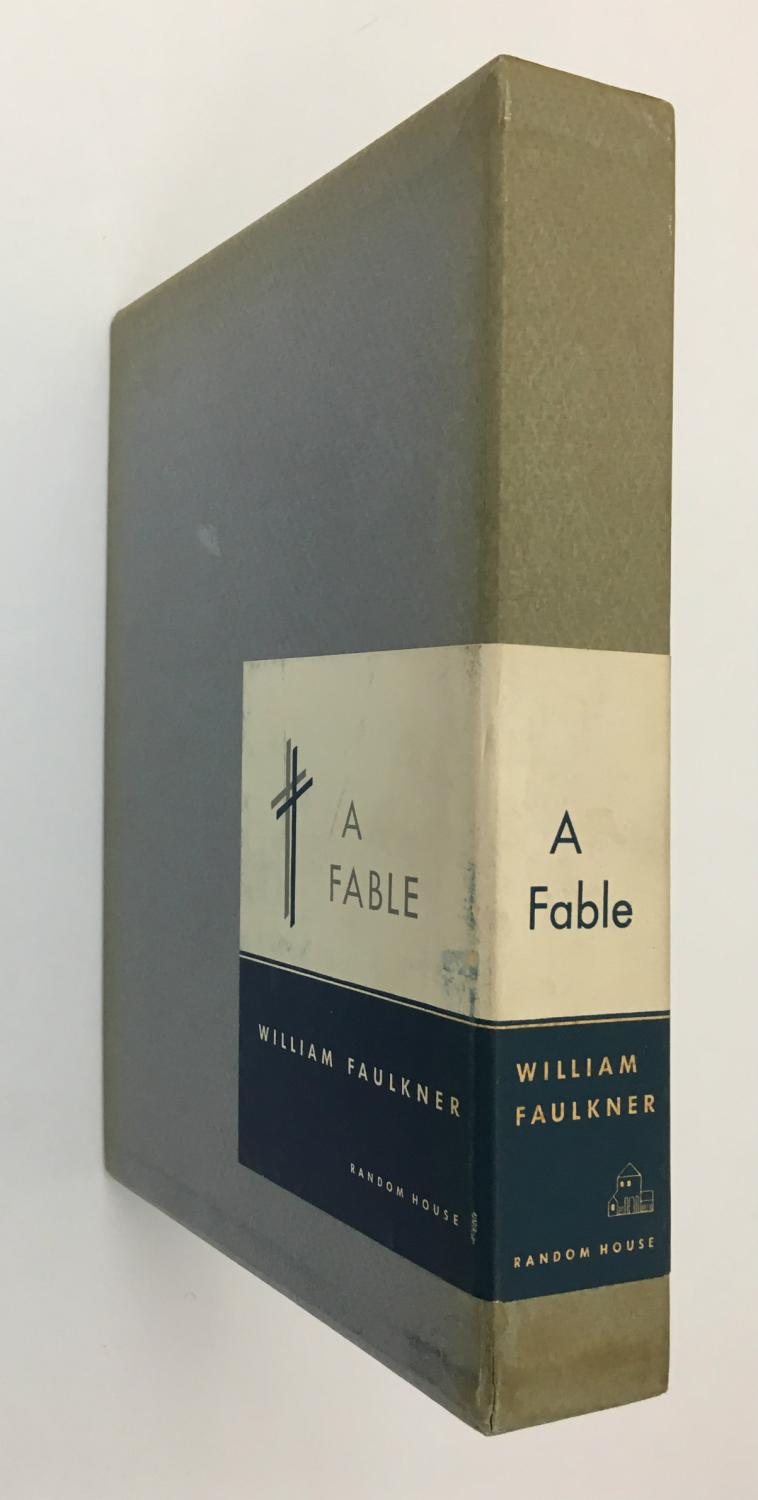 A
FABLE
WILLIAM FAULKNER
RANDOM HOUSE
A
Fable
WILLIAM
FAULKNER
RANDOM HOUSE